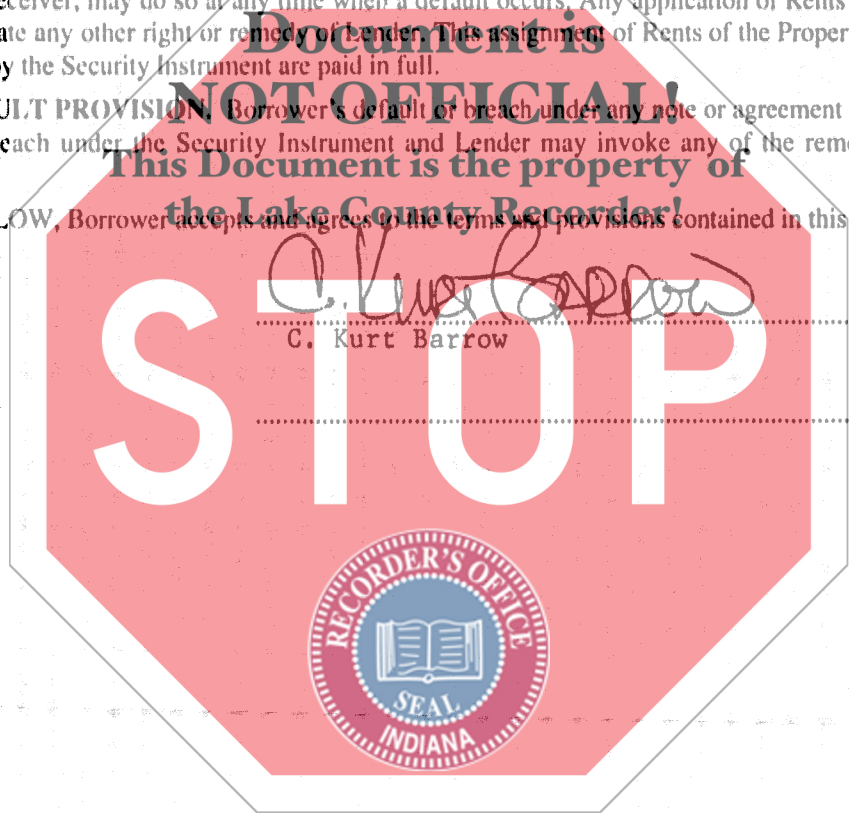 eceiver, may do so at any time when a default occurs. Any application of Rents
ate any other right or remedy of Lender. This assignment of Rents of the Proper
y the Security Instrument are paid in full.
ULT PROVISION. Borrower's default or breach under any note or agreement
each under the Security Instrument and Lender may invoke any of the reme
LOW, Borrower accepts and agrees to the terms and provisions contained in this
Document is
NOT OFFICIAL!
This Document is the property of
the Lake County Recorder!
C. Kurt Barrow
C. Kurt Barrow
STOP
RECORDER'S OFFICE
SEAL
INDIANA